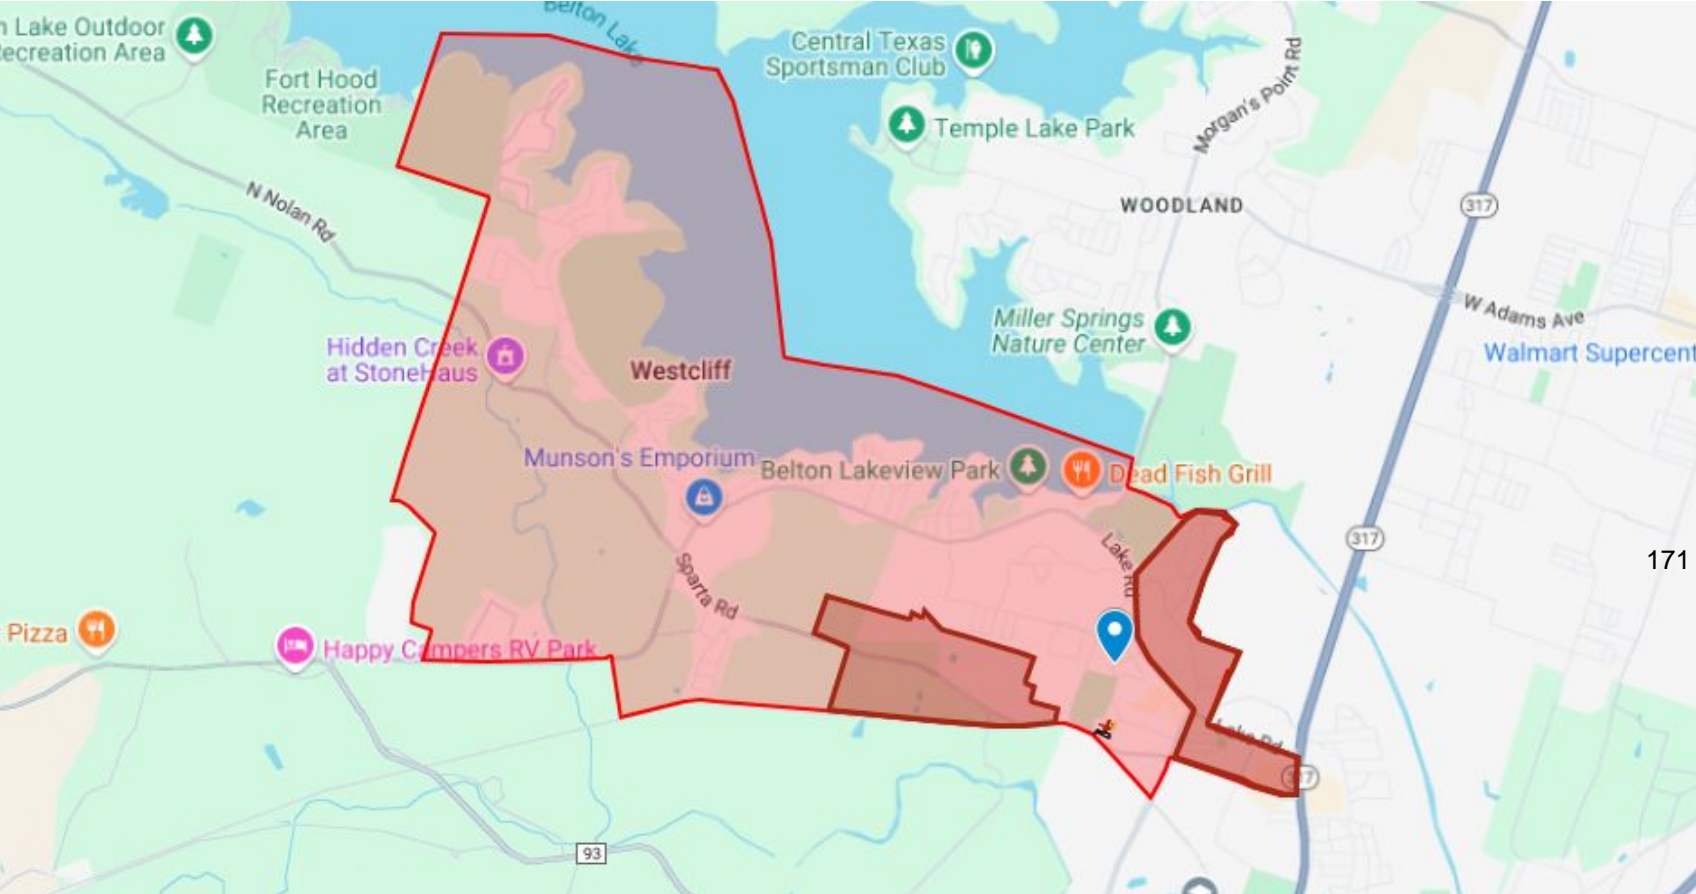 Belton Lake
n Lake Outdoor
ecreation Area
Fort Hood
Recreation
Area
Central Texas
Sportsman Club
Morgan's Point Rd
Temple Lake Park
N Nolan Rd
WOODLAND
317
W Adams Ave
Miller Springs
Nature Center
Walmart Supercent
Hidden Creek
at StoneHaus
Westcliff
Munson's Emporium
Belton Lakeview Park
Dead Fish Grill
317
Lake Rd
171
Sparta Rd
Pizza
Happy Campers RV Park
Lake Rd
317
93